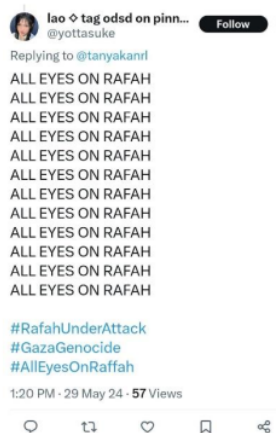 lao ⟡ tag odsd on pinn...
Follow
@yottasuke
Replying to @tanyakanrl
ALL EYES ON RAFAH
ALL EYES ON RAFAH
ALL EYES ON RAFAH
ALL EYES ON RAFAH
ALL EYES ON RAFAH
ALL EYES ON RAFAH
ALL EYES ON RAFAH
ALL EYES ON RAFAH
ALL EYES ON RAFAH
ALL EYES ON RAFAH
ALL EYES ON RAFAH
ALL EYES ON RAFAH
#RafahUnderAttack
#GazaGenocide
#AllEyesOnRaffah
1:20 PM · 29 May 24 · 57 Views